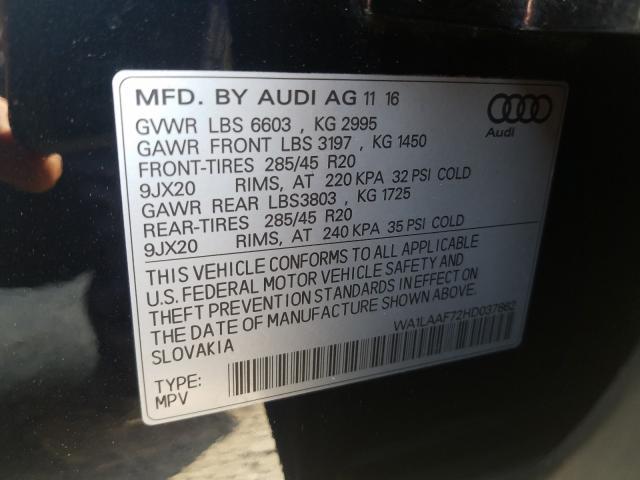 MFD. BY AUDI AG 11 16
GVWR LBS 6603 , KG 2995
GAWR FRONT LBS 3197 , KG 1450
FRONT-TIRES 285/45 R20
9JX20 RIMS, AT 220 KPA 32 PSI COLD
GAWR REAR LBS3803 , KG 1725
REAR-TIRES 285/45 R20
9JX20 RIMS, AT 240 KPA 35 PSI COLD
Audi
THIS VEHICLE CONFORMS TO ALL APPLICABLE
U.S. FEDERAL MOTOR VEHICLE SAFETY AND
THEFT PREVENTION STANDARDS IN EFFECT ON
THE DATE OF MANUFACTURE SHOWN ABOVE.
SLOVAKIA
WA1LAAF72HD037862
TYPE:
MPV